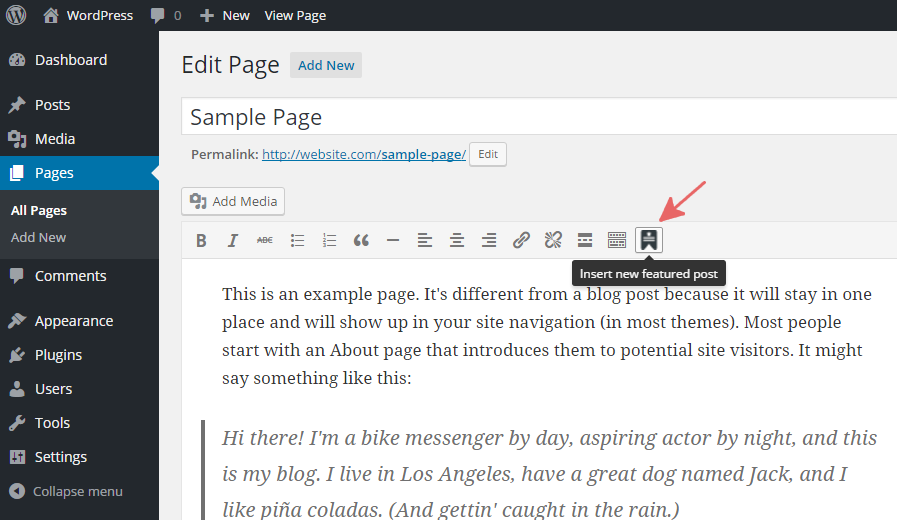 WordPress 0 New View Page
Dashboard
Posts
Media
Pages
All Pages
Add New
Comments
Appearance
Plugins
Users
Tools
Settings
Collapse menu
Edit Page Add New
Sample Page
Permalink: http://website.com/sample-page/ Edit
Add Media
B I ABC
Insert new featured post
This is an example page. It's different from a blog post because it will stay in one
place and will show up in your site navigation (in most themes). Most people
start with an About page that introduces them to potential site visitors. It might
say something like this:
Hi there! I'm a bike messenger by day, aspiring actor by night, and this
is my blog. I live in Los Angeles, have a great dog named Jack, and I
like piña coladas. (And gettin' caught in the rain.)